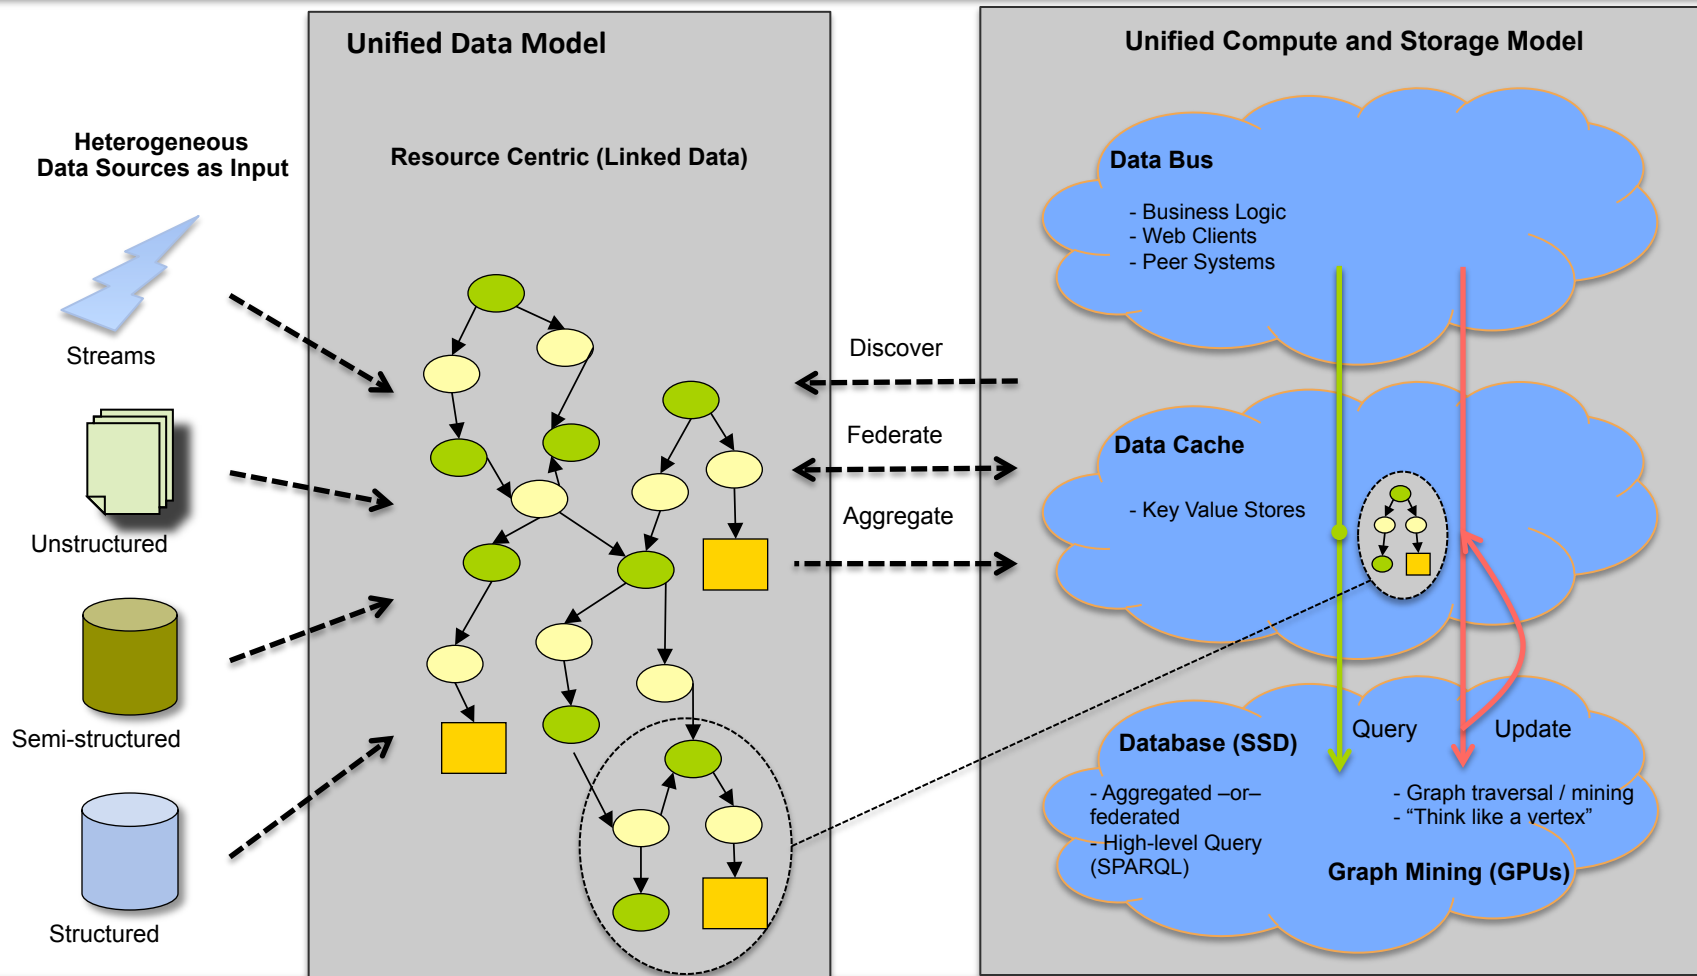 Unified Data Model
Unified Compute and Storage Model
Heterogeneous
Data Sources as Input
Resource Centric (Linked Data)
Streams
Unstructured
Semi-structured
Structured
Discover
Federate
Aggregate
Data Bus
- Business Logic
- Web Clients
- Peer Systems
Data Cache
- Key Value Stores
Query
Update
Database (SSD)
- Aggregated –or–
federated
- High-level Query
(SPARQL)
- Graph traversal / mining
- “Think like a vertex”
Graph Mining (GPUs)